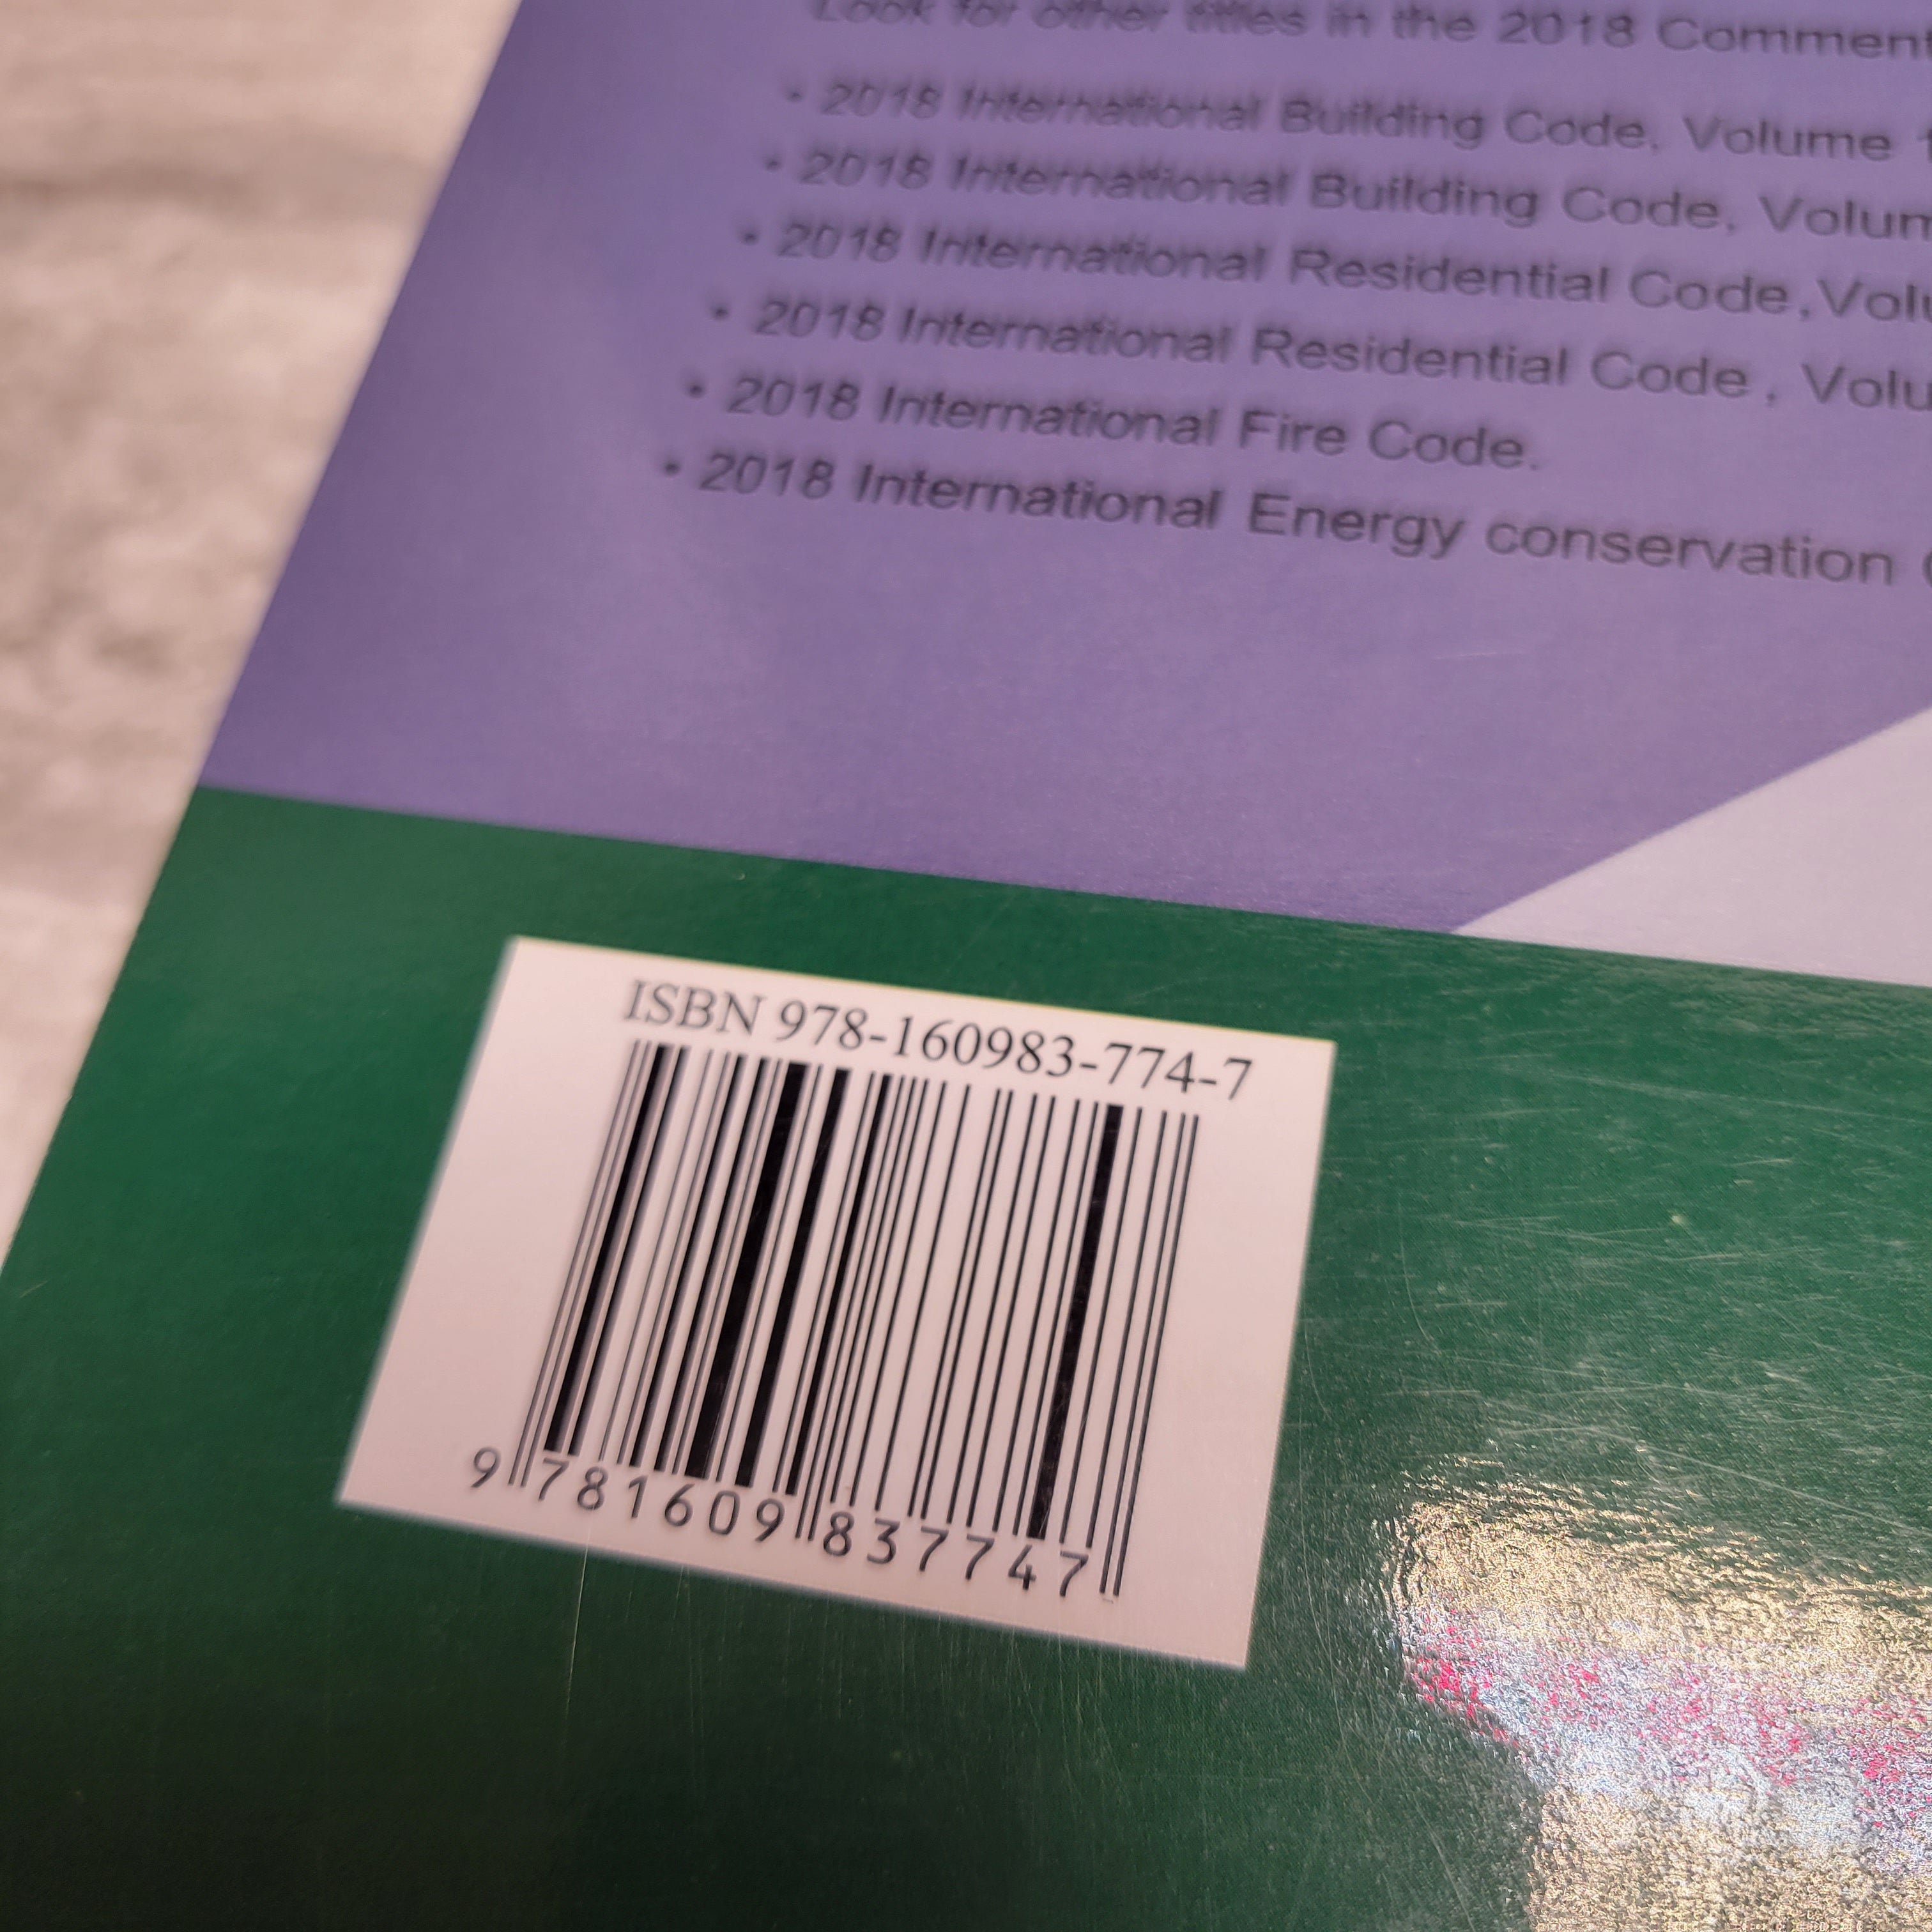 Look for other titles in the 2018 Comment
• 2018 International Building Code, Volume 1
• 2018 International Building Code, Volum
• 2018 International Residential Code,Volu
• 2018 International Residential Code , Volu
• 2018 International Fire Code.
• 2018 International Energy conservation
ISBN 978-160983-774-7
9 781609 837747